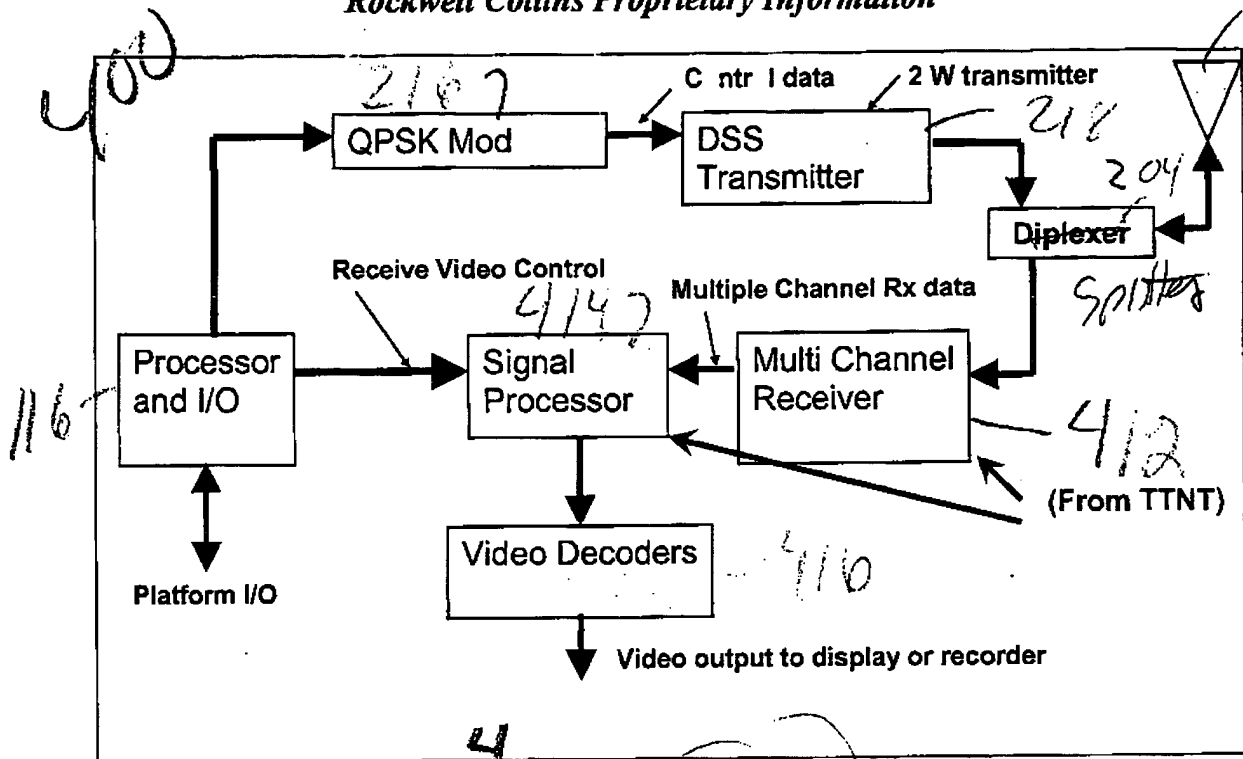 Rockwell Collins Proprietary Information
400
216
C ntr l data
2 W transmitter
QPSK Mod
DSS
Transmitter
218
204
Diplexer
Splitter
Receive Video Control
414
Multiple Channel Rx data
Processor
and I/O
Signal
Processor
Multi Channel
Receiver
116
412
(From TTNT)
Video Decoders
416
Platform I/O
Video output to display or recorder
4